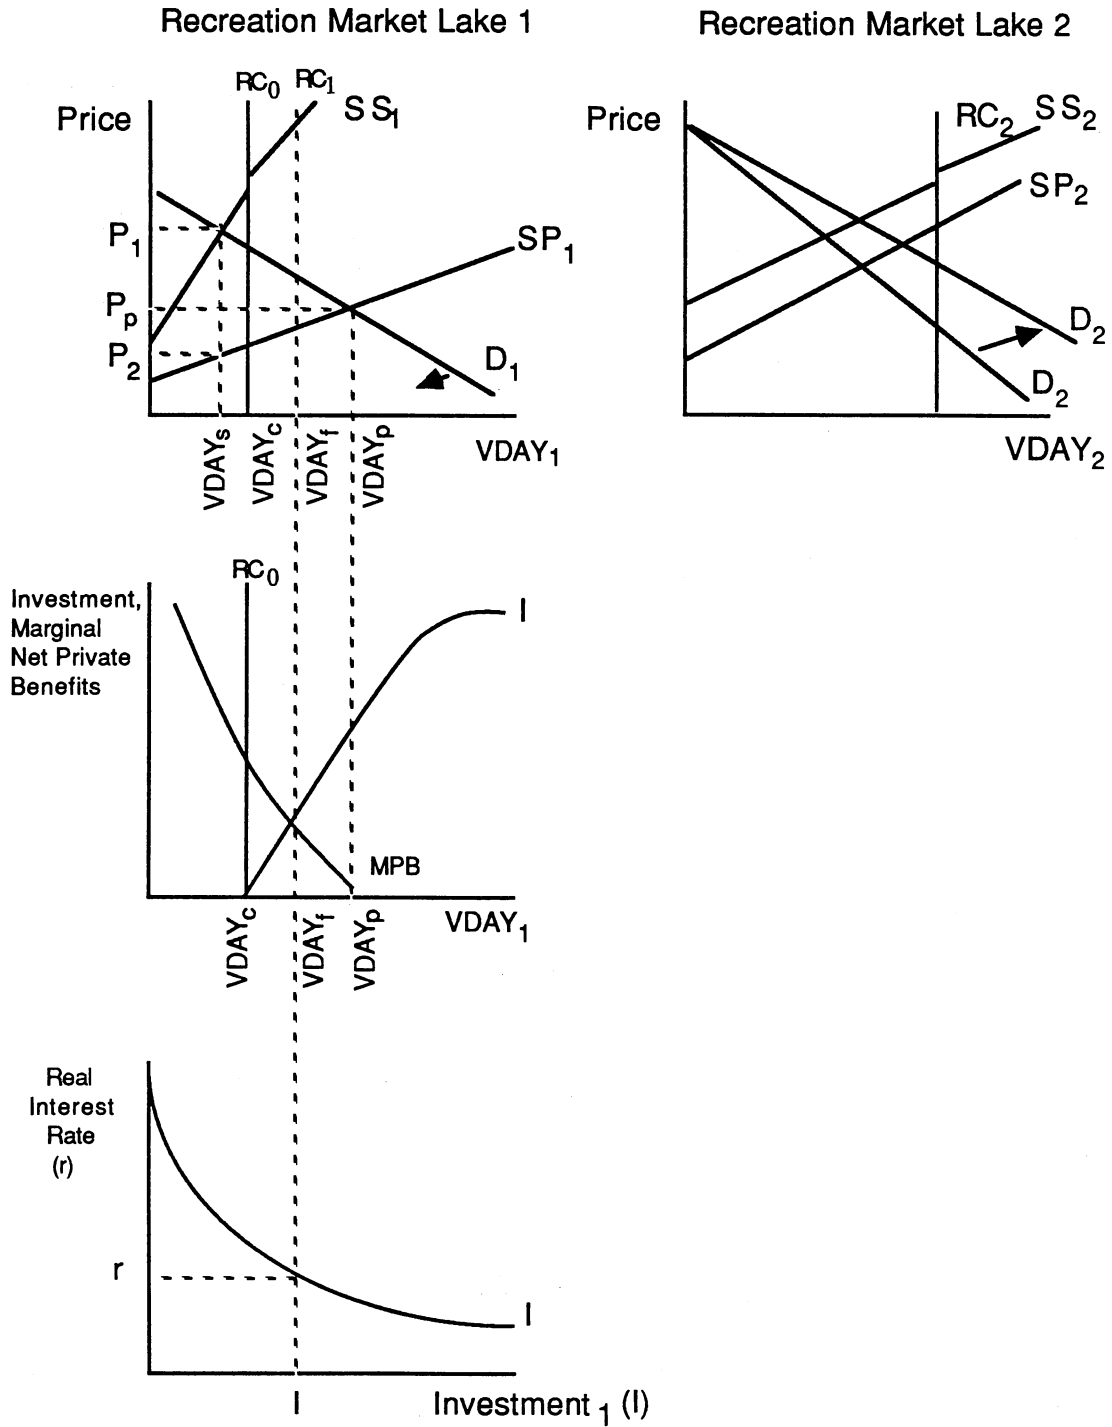 Recreation Market Lake 1
Recreation Market Lake 2
RC0 RC1
SS1
Price
P1
Pp
P2
SP1
D1
VDAYs
VDAYc
VDAYf
VDAYp
VDAY1
Price
RC2
SS2
SP2
D2
D2
VDAY2
RC0
Investment,
Marginal
Net Private
Benefits
I
MPB
VDAYc
VDAYf
VDAYp
VDAY1
Real
Interest
Rate
(r)
r
I
I
Investment 1 (I)